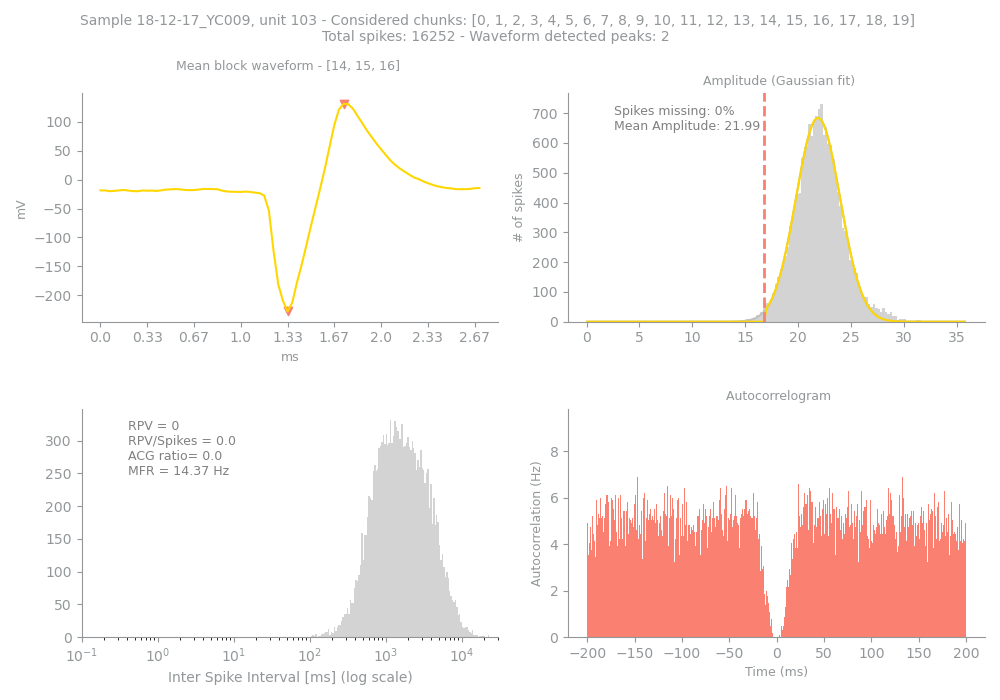 Sample 18-12-17_YC009, unit 103 - Considered chunks: [0, 1, 2, 3, 4, 5, 6, 7, 8, 9, 10, 11, 12, 13, 14, 15, 16, 17, 18, 19]
Total spikes: 16252 - Waveform detected peaks: 2
Mean block waveform - [14, 15, 16]
mV
100
50
0
−50
−100
−150
−200
0.0 0.33 0.67 1.0 1.33 1.67 2.0 2.33 2.67
ms
Amplitude (Gaussian fit)
Spikes missing: 0%
Mean Amplitude: 21.99
# of spikes
700
600
500
400
300
200
100
0
0 5 10 15 20 25 30 35
RPV = 0
RPV/Spikes = 0.0
ACG ratio= 0.0
MFR = 14.37 Hz
300
250
200
150
100
50
0
10⁻¹ 10⁰ 10¹ 10² 10³ 10⁴
Inter Spike Interval [ms] (log scale)
Autocorrelogram
Autocorrelation (Hz)
8
6
4
2
0
−200 −150 −100 −50 0 50 100 150 200
Time (ms)